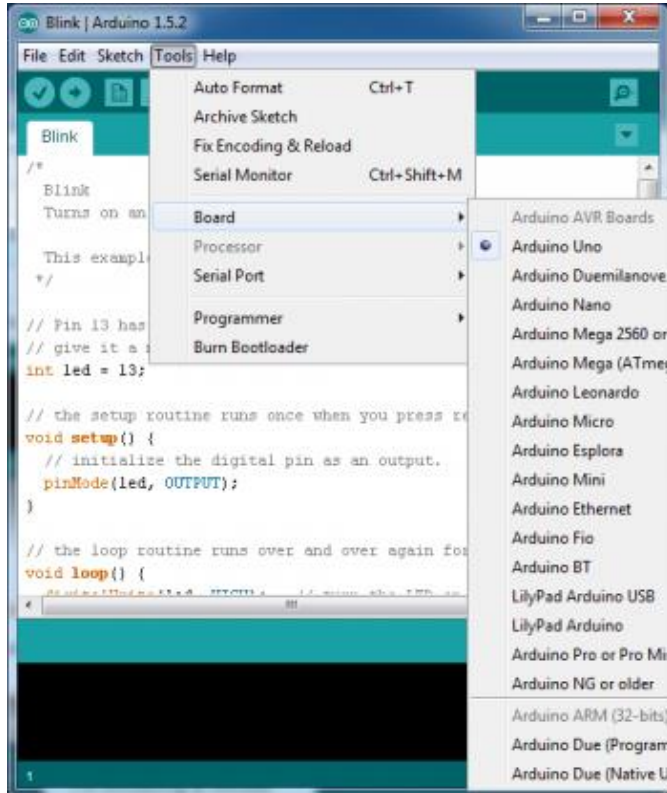 Blink | Arduino 1.5.2
File Edit Sketch Tools Help
Auto Format Ctrl+T
Archive Sketch
Fix Encoding & Reload
Serial Monitor Ctrl+Shift+M
Board
Processor
Serial Port
Programmer
Burn Bootloader
Blink
/*
Blink
Turns on an
This exampl
*/
// Pin 13 has
// give it a
int led = 13;
// the setup routine runs once when you press re
void setup() {
// initialize the digital pin as an output.
pinMode(led, OUTPUT);
}
// the loop routine runs over and over again for
void loop() {
Arduino AVR Boards
Arduino Uno
Arduino Duemilanove
Arduino Nano
Arduino Mega 2560 or
Arduino Mega (ATmeg
Arduino Leonardo
Arduino Micro
Arduino Esplora
Arduino Mini
Arduino Ethernet
Arduino Fio
Arduino BT
LilyPad Arduino USB
LilyPad Arduino
Arduino Pro or Pro Mi
Arduino NG or older
Arduino ARM (32-bits)
Arduino Due (Program
Arduino Due (Native U
1